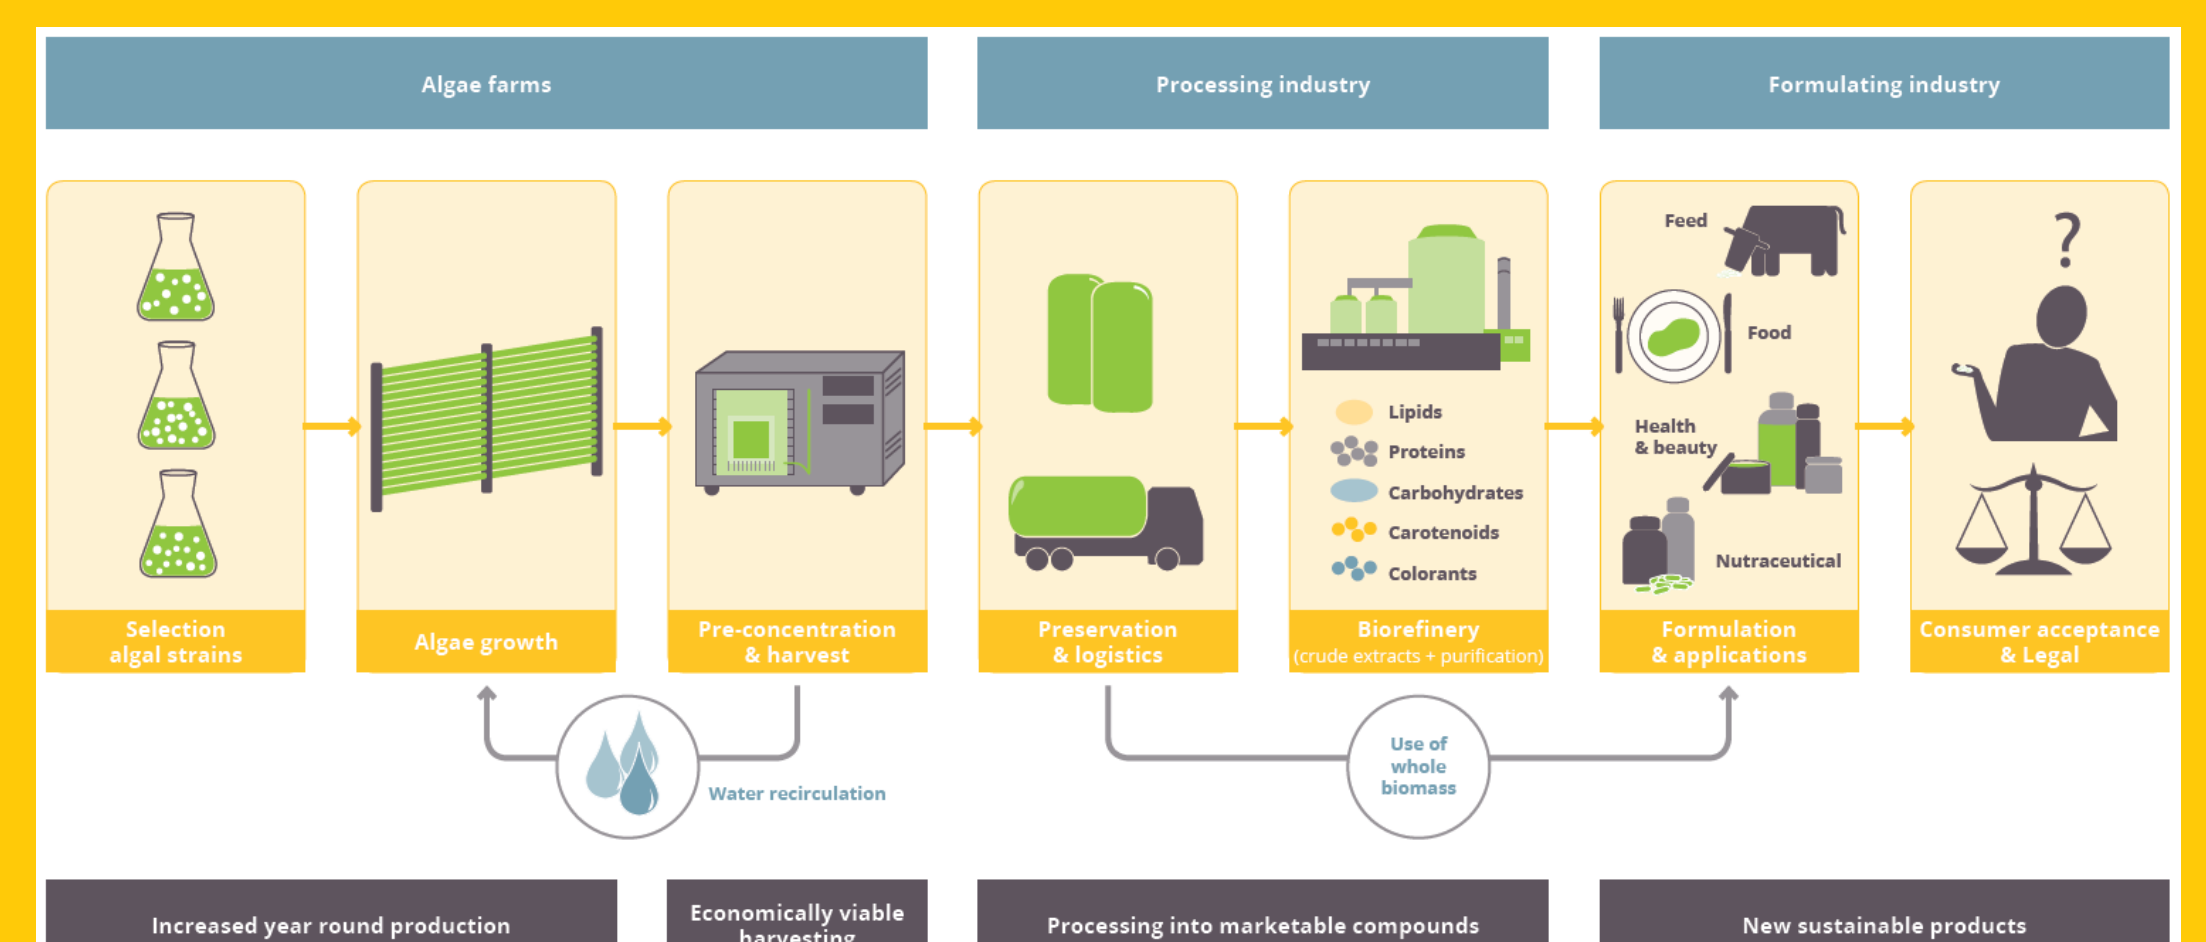 Algae farms
Processing industry
Formulating industry
Feed
Food
Health
& beauty
Nutraceutical
?
Lipids
Proteins
Carbohydrates
Carotenoids
Colorants
Selection
algal strains
Algae growth
Pre-concentration
& harvest
Preservation
& logistics
Biorefinery
(crude extracts + purification)
Formulation
& applications
Consumer acceptance
& Legal
Water recirculation
Use of
whole
biomass
Increased year round production
Economically viable
harvesting
Processing into marketable compounds
New sustainable products